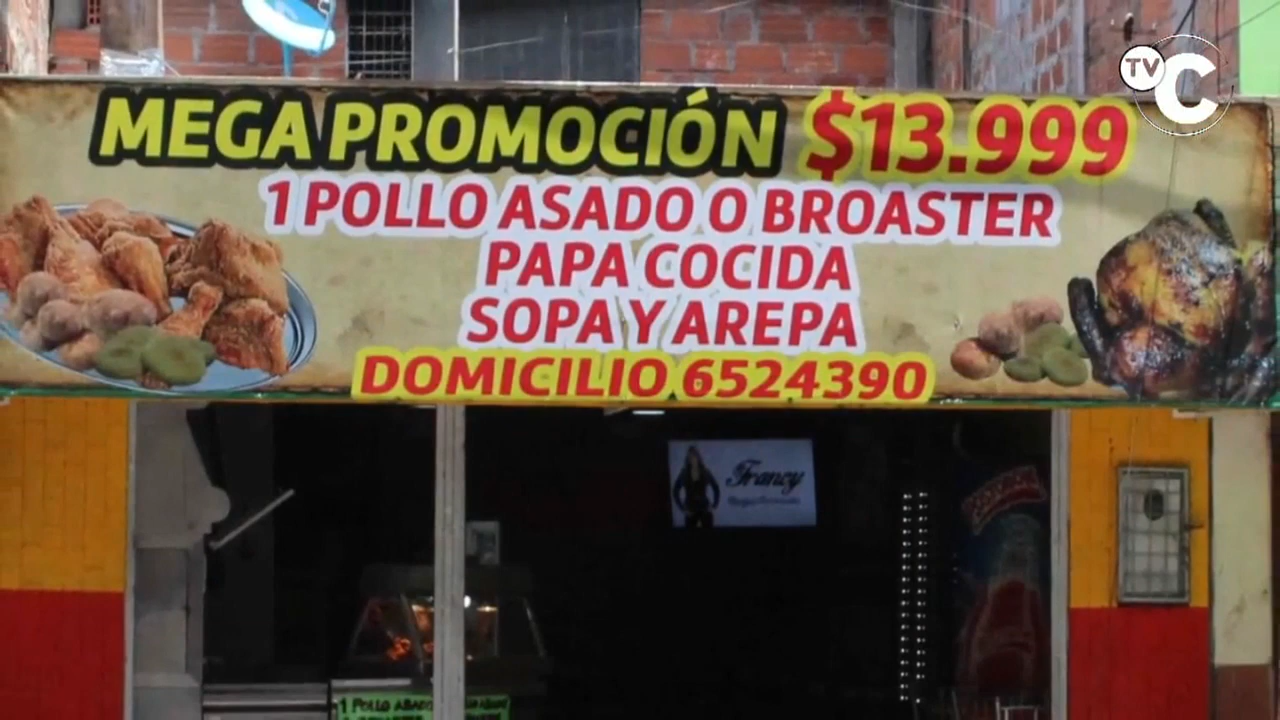 TV C
MEGA PROMOCIÓN $13.999
1 POLLO ASADO O BROASTER
PAPA COCIDA
SOPA Y AREPA
DOMICILIO 6524390
Francy
1 POLLO ASADO